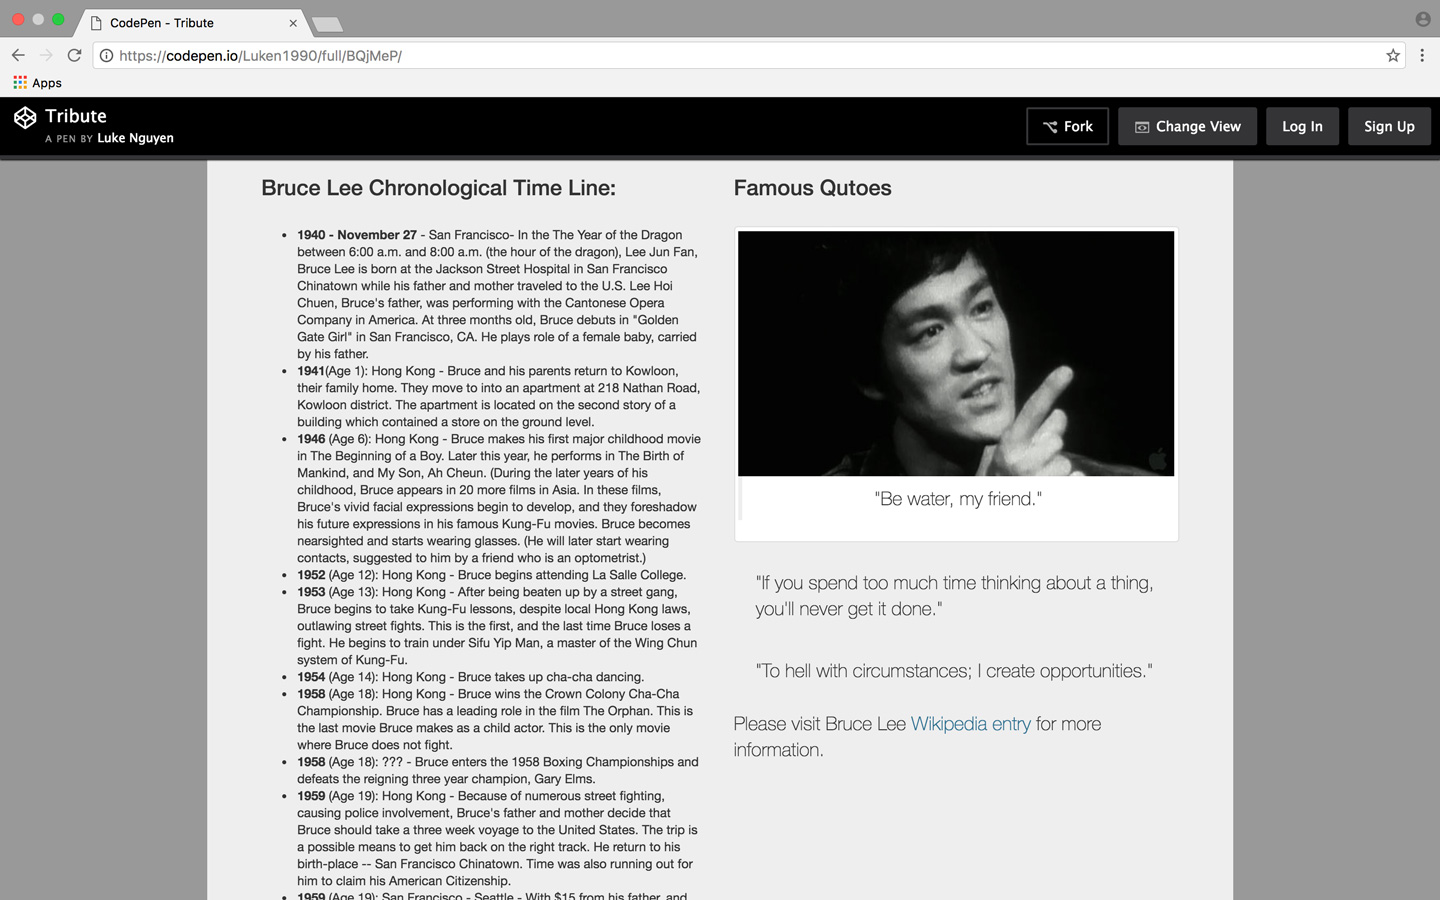 CodePen - Tribute
https://codepen.io/Luken1990/full/BQjMeP/
Apps
Tribute
A PEN BY Luke Nguyen
Fork
Change View
Log In
Sign Up
Bruce Lee Chronological Time Line:
1940 - November 27 - San Francisco- In the The Year of the Dragon
between 6:00 a.m. and 8:00 a.m. (the hour of the dragon), Lee Jun Fan,
Bruce Lee is born at the Jackson Street Hospital in San Francisco
Chinatown while his father and mother traveled to the U.S. Lee Hoi
Chuen, Bruce's father, was performing with the Cantonese Opera
Company in America. At three months old, Bruce debuts in "Golden
Gate Girl" in San Francisco, CA. He plays role of a female baby, carried
by his father.
1941(Age 1): Hong Kong - Bruce and his parents return to Kowloon,
their family home. They move to into an apartment at 218 Nathan Road,
Kowloon district. The apartment is located on the second story of a
building which contained a store on the ground level.
1946 (Age 6): Hong Kong - Bruce makes his first major childhood movie
in The Beginning of a Boy. Later this year, he performs in The Birth of
Mankind, and My Son, Ah Cheun. (During the later years of his
childhood, Bruce appears in 20 more films in Asia. In these films,
Bruce's vivid facial expressions begin to develop, and they foreshadow
his future expressions in his famous Kung-Fu movies. Bruce becomes
nearsighted and starts wearing glasses. (He will later start wearing
contacts, suggested to him by a friend who is an optometrist.)
1952 (Age 12): Hong Kong - Bruce begins attending La Salle College.
1953 (Age 13): Hong Kong - After being beaten up by a street gang,
Bruce begins to take Kung-Fu lessons, despite local Hong Kong laws,
outlawing street fights. This is the first, and the last time Bruce loses a
fight. He begins to train under Sifu Yip Man, a master of the Wing Chun
system of Kung-Fu.
1954 (Age 14): Hong Kong - Bruce takes up cha-cha dancing.
1958 (Age 18): Hong Kong - Bruce wins the Crown Colony Cha-Cha
Championship. Bruce has a leading role in the film The Orphan. This is
the last movie Bruce makes as a child actor. This is the only movie
where Bruce does not fight.
1958 (Age 18): ??? - Bruce enters the 1958 Boxing Championships and
defeats the reigning three year champion, Gary Elms.
1959 (Age 19): Hong Kong - Because of numerous street fighting,
causing police involvement, Bruce's father and mother decide that
Bruce should take a three week voyage to the United States. The trip is
a possible means to get him back on the right track. He return to his
birth-place -- San Francisco Chinatown. Time was also running out for
him to claim his American Citizenship.
1959 (Age 19): San Francisco - Seattle - With $15 from his father, and
Famous Qutoes
"Be water, my friend."
"If you spend too much time thinking about a thing,
you'll never get it done."
"To hell with circumstances; I create opportunities."
Please visit Bruce Lee Wikipedia entry for more
information.